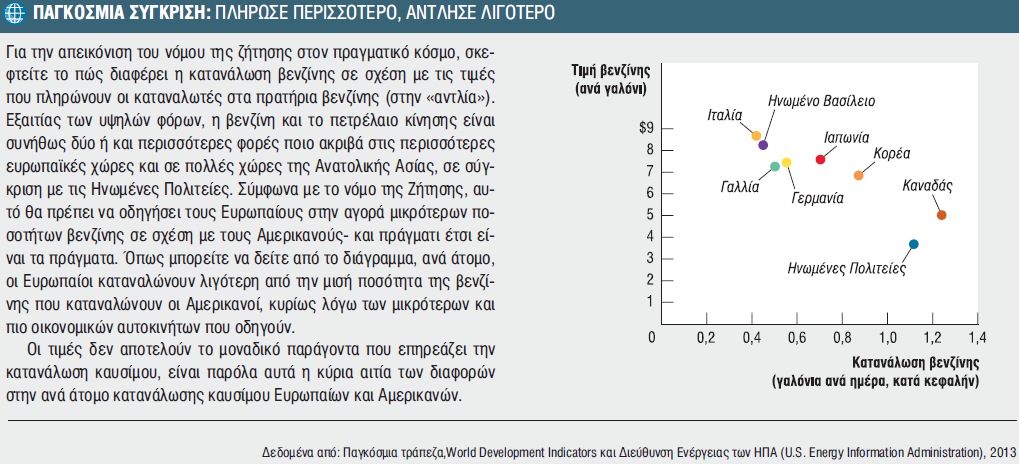 ΠΑΓΚΟΣΜΙΑ ΣΥΓΚΡΙΣΗ: ΠΛΗΡΩΣΕ ΠΕΡΙΣΣΟΤΕΡΟ, ΑΝΤΛΗΣΕ ΛΙΓΟΤΕΡΟ
Για την απεικόνιση του νόμου της ζήτησης στον πραγματικό κόσμο, σκε-
φτείτε το πώς διαφέρει η κατανάλωση βενζίνης σε σχέση με τις τιμές
που πληρώνουν οι καταναλωτές στα πρατήρια βενζίνης (στην «αντλία»).
Εξαιτίας των υψηλών φόρων, η βενζίνη και το πετρέλαιο κίνησης είναι
συνήθως δύο ή και περισσότερες φορές ποιο ακριβά στις περισσότερες
ευρωπαϊκές χώρες και σε πολλές χώρες της Ανατολικής Ασίας, σε σύγ-
κριση με τις Ηνωμένες Πολιτείες. Σύμφωνα με το νόμο της Ζήτησης, αυ-
τό θα πρέπει να οδηγήσει τους Ευρωπαίους στην αγορά μικρότερων πο-
σοτήτων βενζίνης σε σχέση με τους Αμερικανούς- και πράγματι έτσι εί-
ναι τα πράγματα. Όπως μπορείτε να δείτε από το διάγραμμα, ανά άτομο,
οι Ευρωπαίοι καταναλώνουν λιγότερο από την μισή ποσότητα της βενζί-
νης που καταναλώνουν οι Αμερικανοί, κυρίως λόγω των μικρότερων και
πιο οικονομικών αυτοκινήτων που οδηγούν.
Οι τιμές δεν αποτελούν το μοναδικό παράγοντα που επηρεάζει την
κατανάλωση καυσίμου, είναι παρόλα αυτά η κύρια αιτία των διαφορών
στην ανά άτομο κατανάλωσης καυσίμου Ευρωπαίων και Αμερικανών.
Τιμή βενζίνης
(ανά γαλόνι)
$9
8
7
6
5
4
3
2
1
0
0,2
0,4
0,6
0,8
1,0
1,2
1,4
Ιταλία
Ηνωμένο Βασίλειο
Ιαπωνία
Κορέα
Γαλλία
Γερμανία
Καναδάς
Ηνωμένες Πολιτείες
Κατανάλωση βενζίνης
(γαλόνια ανά ημέρα, κατά κεφαλήν)
Δεδομένα από: Παγκόσμια τράπεζα,World Development Indicators και Διεύθυνση Ενέργειας των ΗΠΑ (U.S. Energy Information Administration), 2013